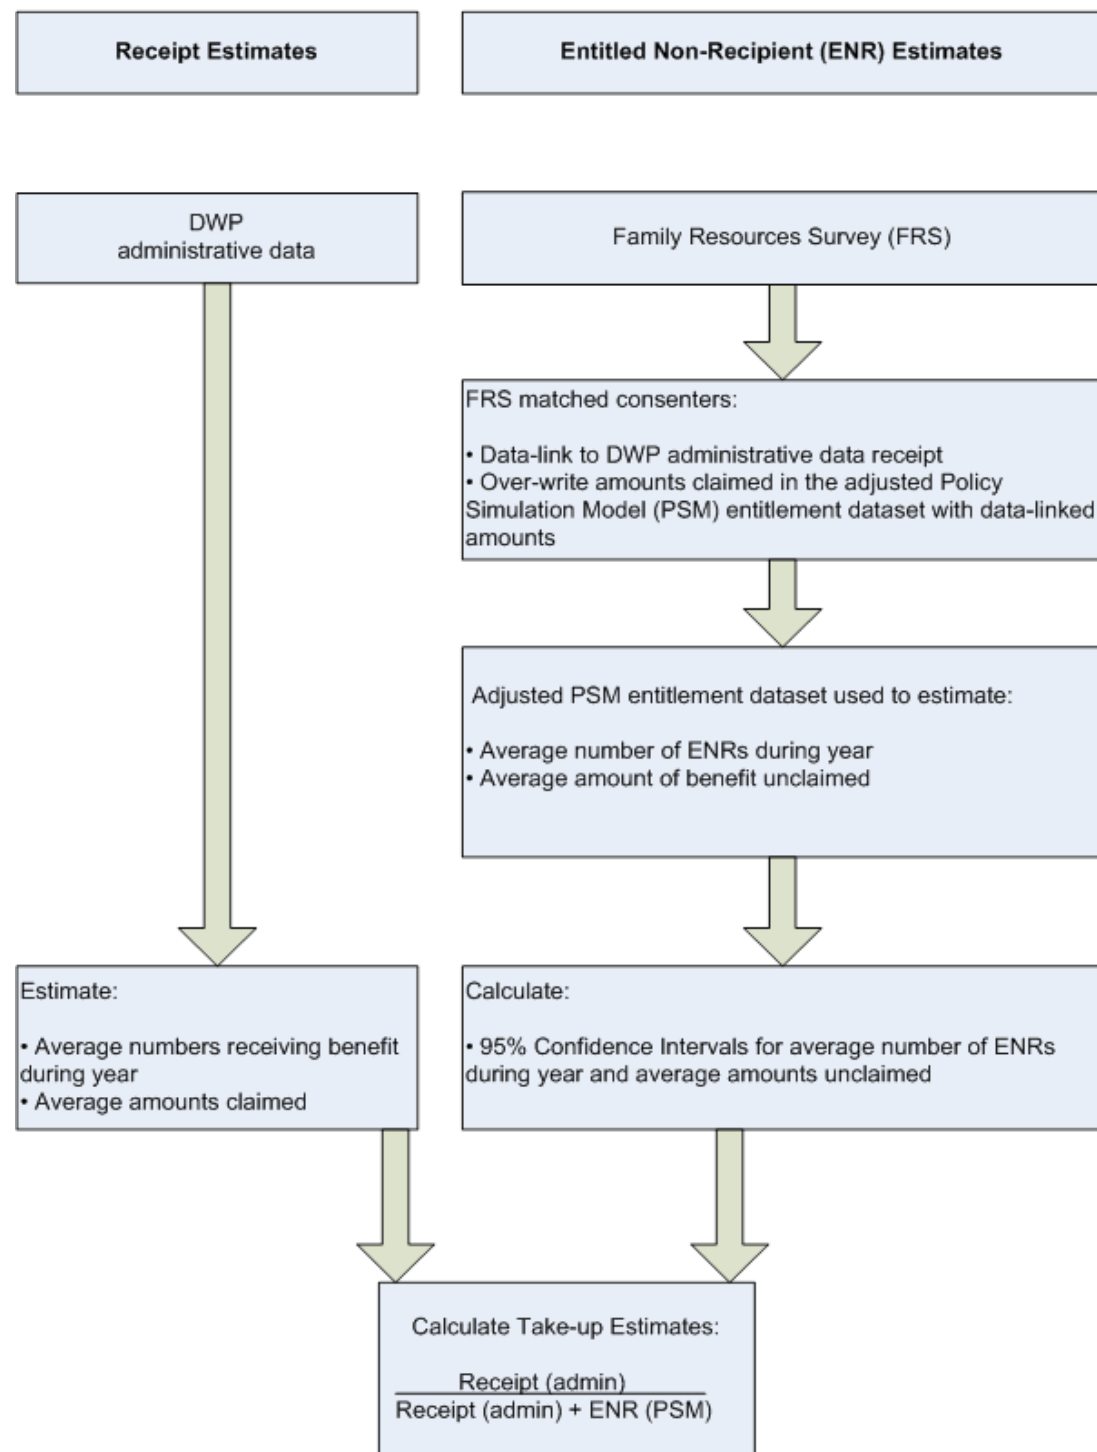 Receipt Estimates
Entitled Non-Recipient (ENR) Estimates
DWP
administrative data
Family Resources Survey (FRS)
FRS matched consenters:
• Data-link to DWP administrative data receipt
• Over-write amounts claimed in the adjusted Policy
Simulation Model (PSM) entitlement dataset with data-linked
amounts
Adjusted PSM entitlement dataset used to estimate:
• Average number of ENRs during year
• Average amount of benefit unclaimed
Estimate:
• Average numbers receiving benefit
during year
• Average amounts claimed
Calculate:
• 95% Confidence Intervals for average number of ENRs
during year and average amounts unclaimed
Calculate Take-up Estimates:
Receipt (admin)
Receipt (admin) + ENR (PSM)